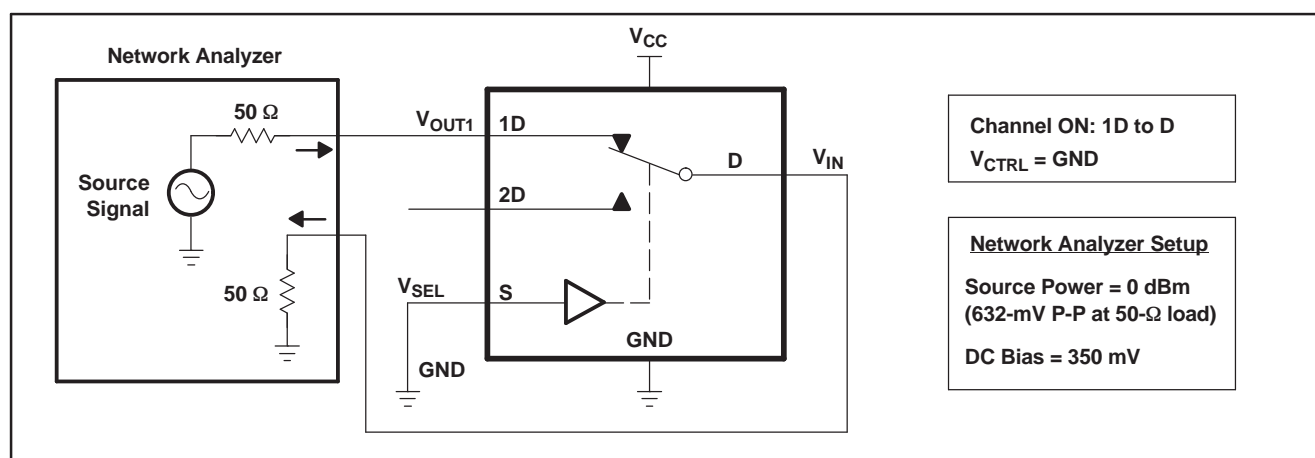 Network Analyzer
50 Ω
Source
Signal
50 Ω
VCC
VOUT1
1D
D
VIN
2D
VSEL
S
GND
GND
Channel ON: 1D to D
VCTRL = GND
Network Analyzer Setup
Source Power = 0 dBm
(632-mV P-P at 50-Ω load)
DC Bias = 350 mV